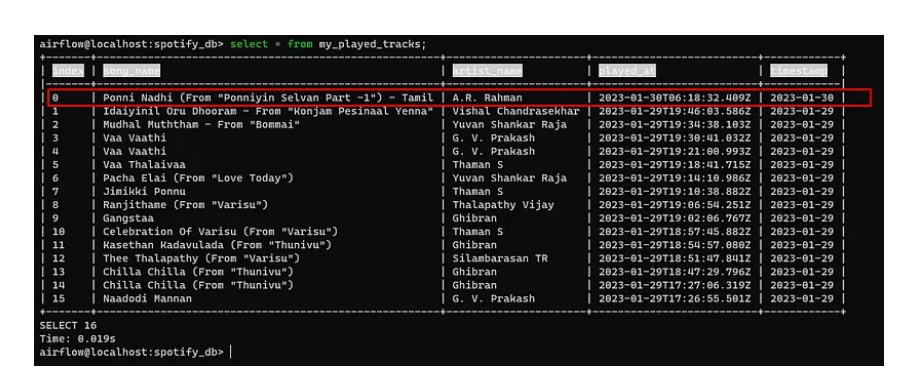 airflow@localhost:spotify_db> select * from my_played_tracks;
| index | song_name | artist_name | played_at | timestamp |
| 0 | Ponni Nadhi (From "Ponniyin Selvan Part -1") - Tamil | A.R. Rahman | 2023-01-30T06:18:32.409Z | 2023-01-30 |
| 1 | Idaiyinil Oru Dhooram - From "Konjam Pesinaal Yenna" | Vishal Chandrasekhar | 2023-01-29T19:46:03.586Z | 2023-01-29 |
| 2 | Mudhal Muththam - From "Bommai" | Yuvan Shankar Raja | 2023-01-29T19:34:38.103Z | 2023-01-29 |
| 3 | Vaa Vaathi | G. V. Prakash | 2023-01-29T19:30:41.032Z | 2023-01-29 |
| 4 | Vaa Vaathi | G. V. Prakash | 2023-01-29T19:21:00.993Z | 2023-01-29 |
| 5 | Vaa Thalaivaa | Thaman S | 2023-01-29T19:18:41.715Z | 2023-01-29 |
| 6 | Pacha Elai (From "Love Today") | Yuvan Shankar Raja | 2023-01-29T19:14:10.986Z | 2023-01-29 |
| 7 | Jimikki Ponnu | Thaman S | 2023-01-29T19:10:38.882Z | 2023-01-29 |
| 8 | Ranjithame (From "Varisu") | Thalapathy Vijay | 2023-01-29T19:06:54.251Z | 2023-01-29 |
| 9 | Gangstaa | Ghibran | 2023-01-29T19:02:06.767Z | 2023-01-29 |
| 10 | Celebration Of Varisu (From "Varisu") | Thaman S | 2023-01-29T18:57:45.882Z | 2023-01-29 |
| 11 | Kasethan Kadavulada (From "Thunivu") | Ghibran | 2023-01-29T18:54:57.080Z | 2023-01-29 |
| 12 | Thee Thalapathy (From "Varisu") | Silambarasan TR | 2023-01-29T18:51:47.841Z | 2023-01-29 |
| 13 | Chilla Chilla (From "Thunivu") | Ghibran | 2023-01-29T18:47:29.796Z | 2023-01-29 |
| 14 | Chilla Chilla (From "Thunivu") | Ghibran | 2023-01-29T17:27:06.319Z | 2023-01-29 |
| 15 | Naadodi Mannan | G. V. Prakash | 2023-01-29T17:26:55.501Z | 2023-01-29 |
SELECT 16
Time: 0.019s
airflow@localhost:spotify_db>